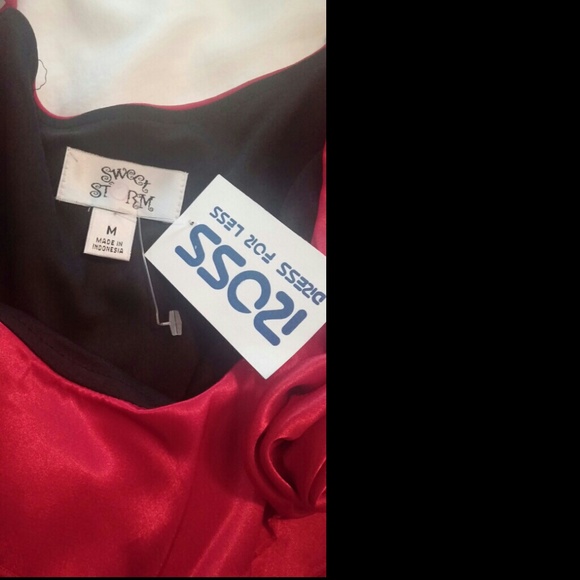 Sweet
STORM
M
MADE IN
INDONESIA
ROSS
DRESS FOR LESS